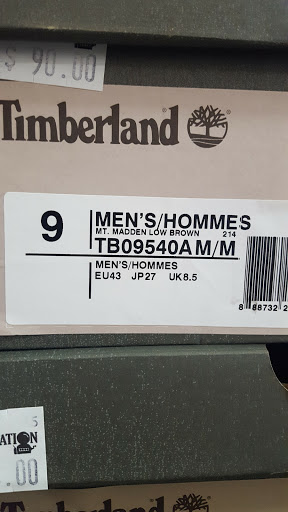 $ 90.00
Timberland
9
MEN'S/HOMMES
MT. MADDEN LOW BROWN 214
TB09540A M/M
MEN'S/HOMMES
EU43 JP27 UK8.5
8 88732 2
5
ATION
.00
Timberland